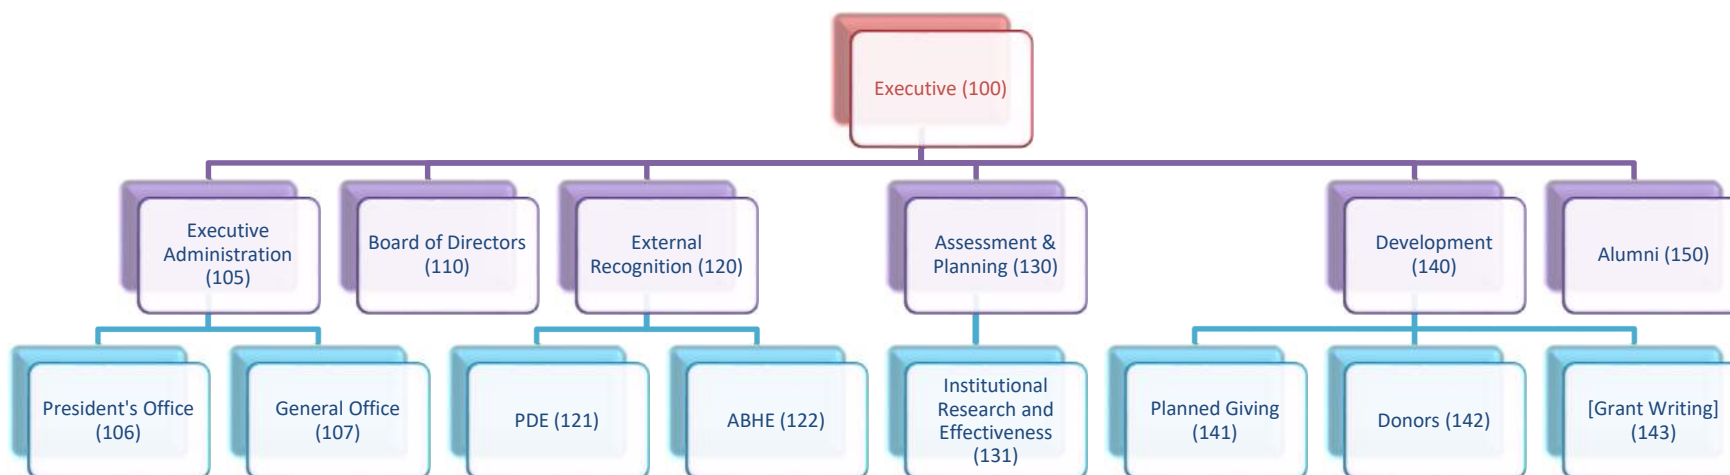 Executive (100)
Executive
Administration
(105)
Board of Directors
(110)
External
Recognition (120)
Assessment &
Planning (130)
Development
(140)
Alumni (150)
President's Office
(106)
General Office
(107)
PDE (121)
ABHE (122)
Institutional
Research and
Effectiveness
(131)
Planned Giving
(141)
Donors (142)
[Grant Writing]
(143)